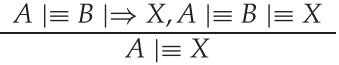 A |≡ B |⇒ X, A |≡ B |≡ X
A |≡ X